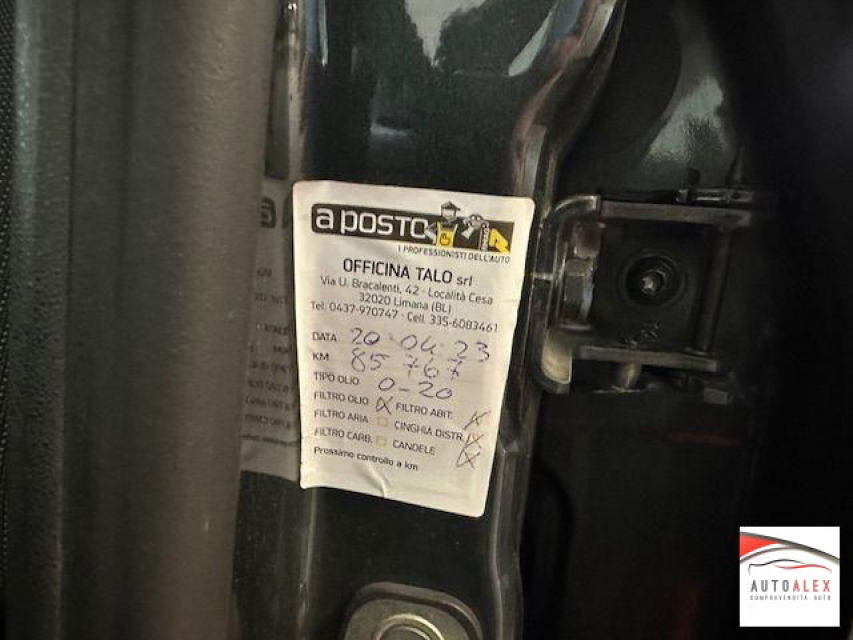 a posto
I PROFESSIONISTI DELL'AUTO
OFFICINA TALO srl
Via U. Bracalenti, 42 - Località Cesa
32020 Limana (BL)
Tel. 0437-970747 - Cell. 335-6083461
DATA 20-04-23
KM 85 767
TIPO OLIO 0-20
FILTRO OLIO X FILTRO ABIT. X
FILTRO ARIA CINGHIA DISTR. X
FILTRO CARB. CANDELE X
Prossimo controllo a km
AUTOALEX
COMPRAVENDITA AUTO